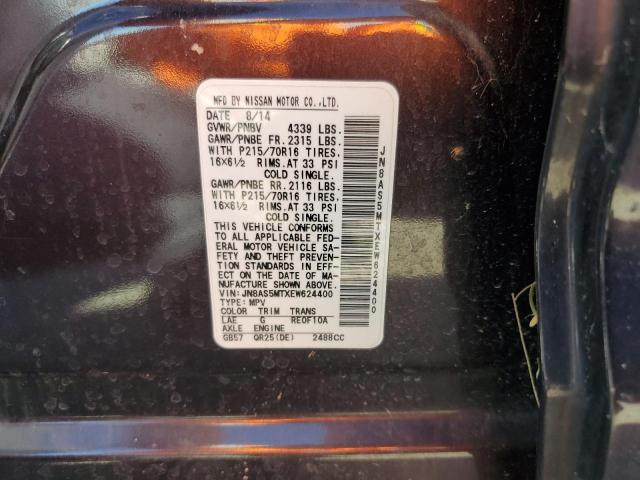 MFD BY NISSAN MOTOR CO.,LTD.
DATE 8/14
GVWR/PNBV 4339 LBS.
GAWR/PNBE FR. 2315 LBS.
WITH P215/70R16 TIRES,
16X6½ RIMS. AT 33 PSI
COLD SINGLE.
GAWR/PNBE RR. 2116 LBS.
WITH P215/70R16 TIRES,
16X6½ RIMS. AT 33 PSI
COLD SINGLE.
THIS VEHICLE CONFORMS
TO ALL APPLICABLE FED-
ERAL MOTOR VEHICLE SA-
FETY AND THEFT PREVEN-
TION STANDARDS IN EFF-
ECT ON THE DATE OF MA-
NUFACTURE SHOWN ABOVE.
VIN: JN8AS5MTXEW624400
TYPE: MPV
COLOR TRIM TRANS
LAE G RE0F10A
AXLE ENGINE
GB57 QR25(DE) 2488CC
JN8AS5MTXEW624400